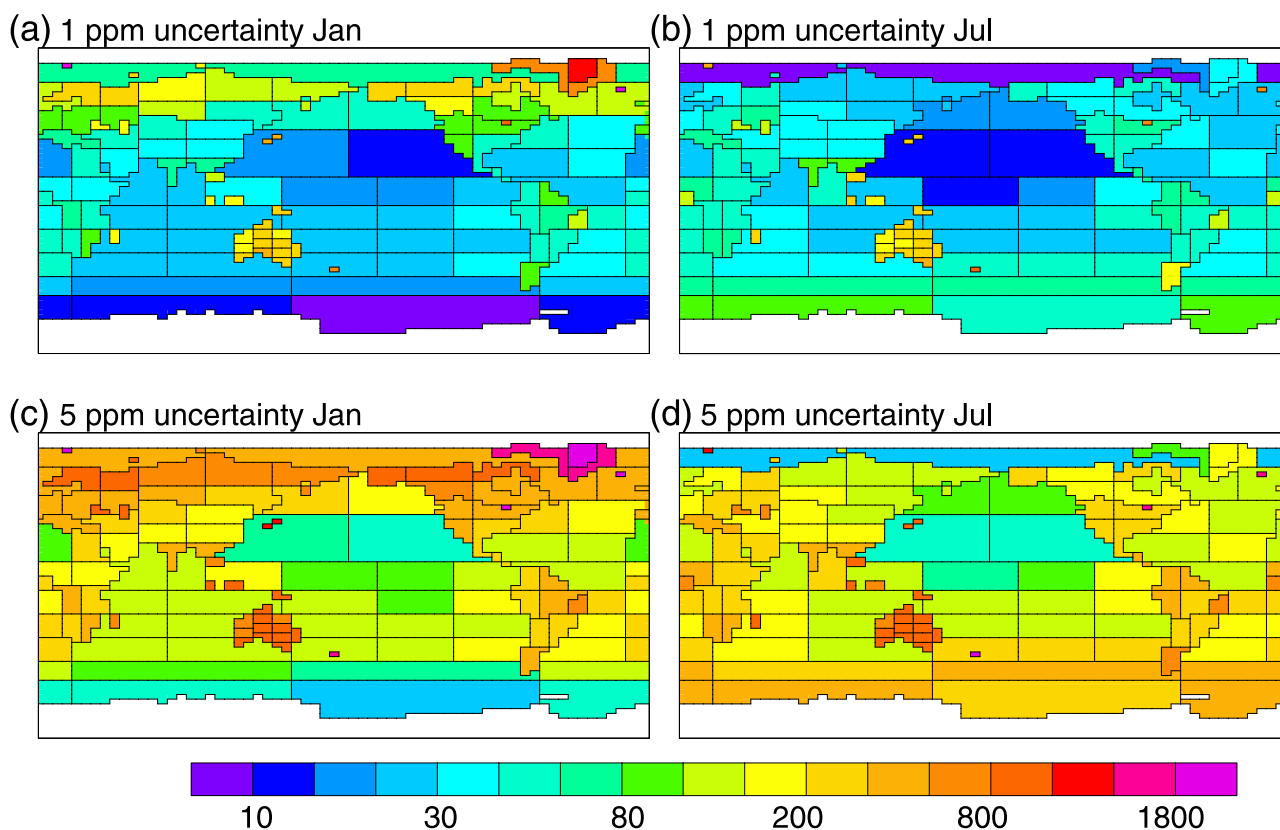 (a) 1 ppm uncertainty Jan
(b) 1 ppm uncertainty Jul
(c) 5 ppm uncertainty Jan
(d) 5 ppm uncertainty Jul
10 30 80 200 800 1800